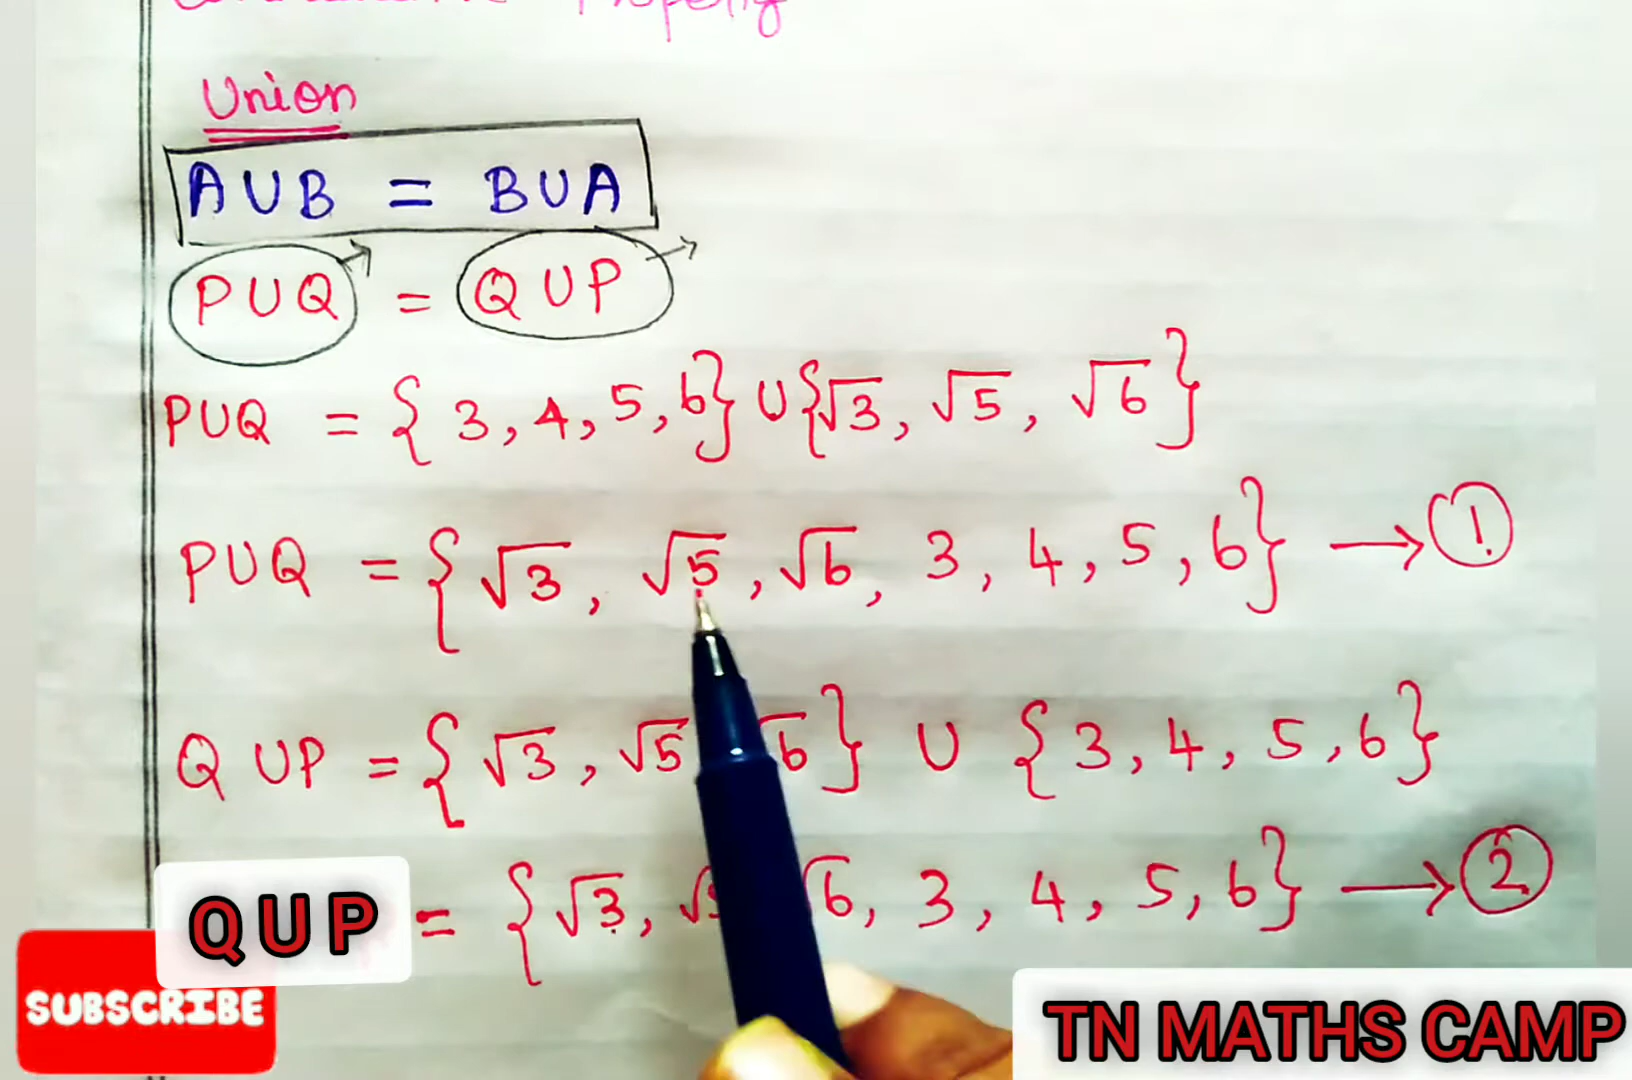 Property
Union
AUB = BUA
PUQ = QUP
PUQ = {3, 4, 5, 6} U {√3, √5, √6}
PUQ = {√3, √5, √6, 3, 4, 5, 6} → ①
QUP = {√3, √5 √6} U {3, 4, 5, 6}
QUP = {√3, √ √6, 3, 4, 5, 6} → ②
SUBSCRIBE
TN MATHS CAMP